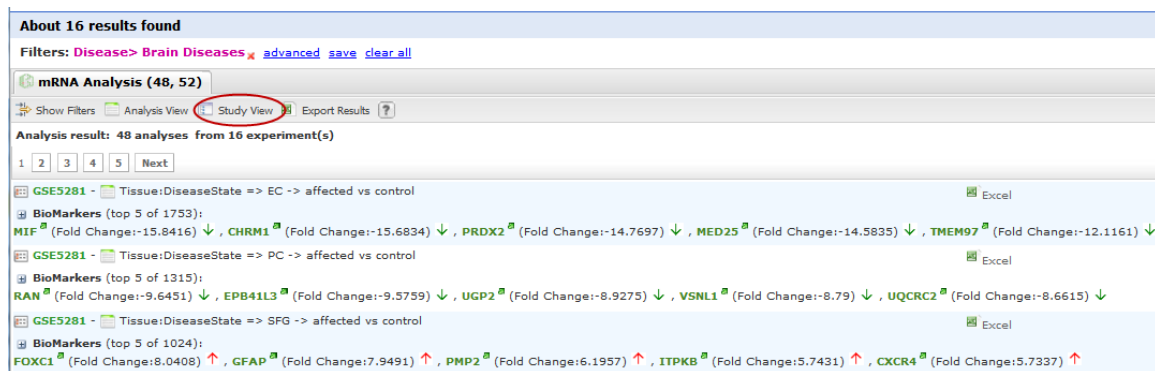 About 16 results found
Filters: Disease> Brain Diseases advanced save clear all
mRNA Analysis (48, 52)
Show Filters Analysis View Study View Export Results ?
Analysis result: 48 analyses from 16 experiment(s)
1 2 3 4 5 Next
GSE5281 - Tissue:DiseaseState => EC -> affected vs control Excel
BioMarkers (top 5 of 1753):
MIF (Fold Change:-15.8416) ↓ , CHRM1 (Fold Change:-15.6834) ↓ , PRDX2 (Fold Change:-14.7697) ↓ , MED25 (Fold Change:-14.5835) ↓ , TMEM97 (Fold Change:-12.1161) ↓
GSE5281 - Tissue:DiseaseState => PC -> affected vs control Excel
BioMarkers (top 5 of 1315):
RAN (Fold Change:-9.6451) ↓ , EPB41L3 (Fold Change:-9.5759) ↓ , UGP2 (Fold Change:-8.9275) ↓ , VSNL1 (Fold Change:-8.79) ↓ , UQCRC2 (Fold Change:-8.6615) ↓
GSE5281 - Tissue:DiseaseState => SFG -> affected vs control Excel
BioMarkers (top 5 of 1024):
FOXC1 (Fold Change:8.0408) ↑ , GFAP (Fold Change:7.9491) ↑ , PMP2 (Fold Change:6.1957) ↑ , ITPKB (Fold Change:5.7431) ↑ , CXCR4 (Fold Change:5.7337) ↑